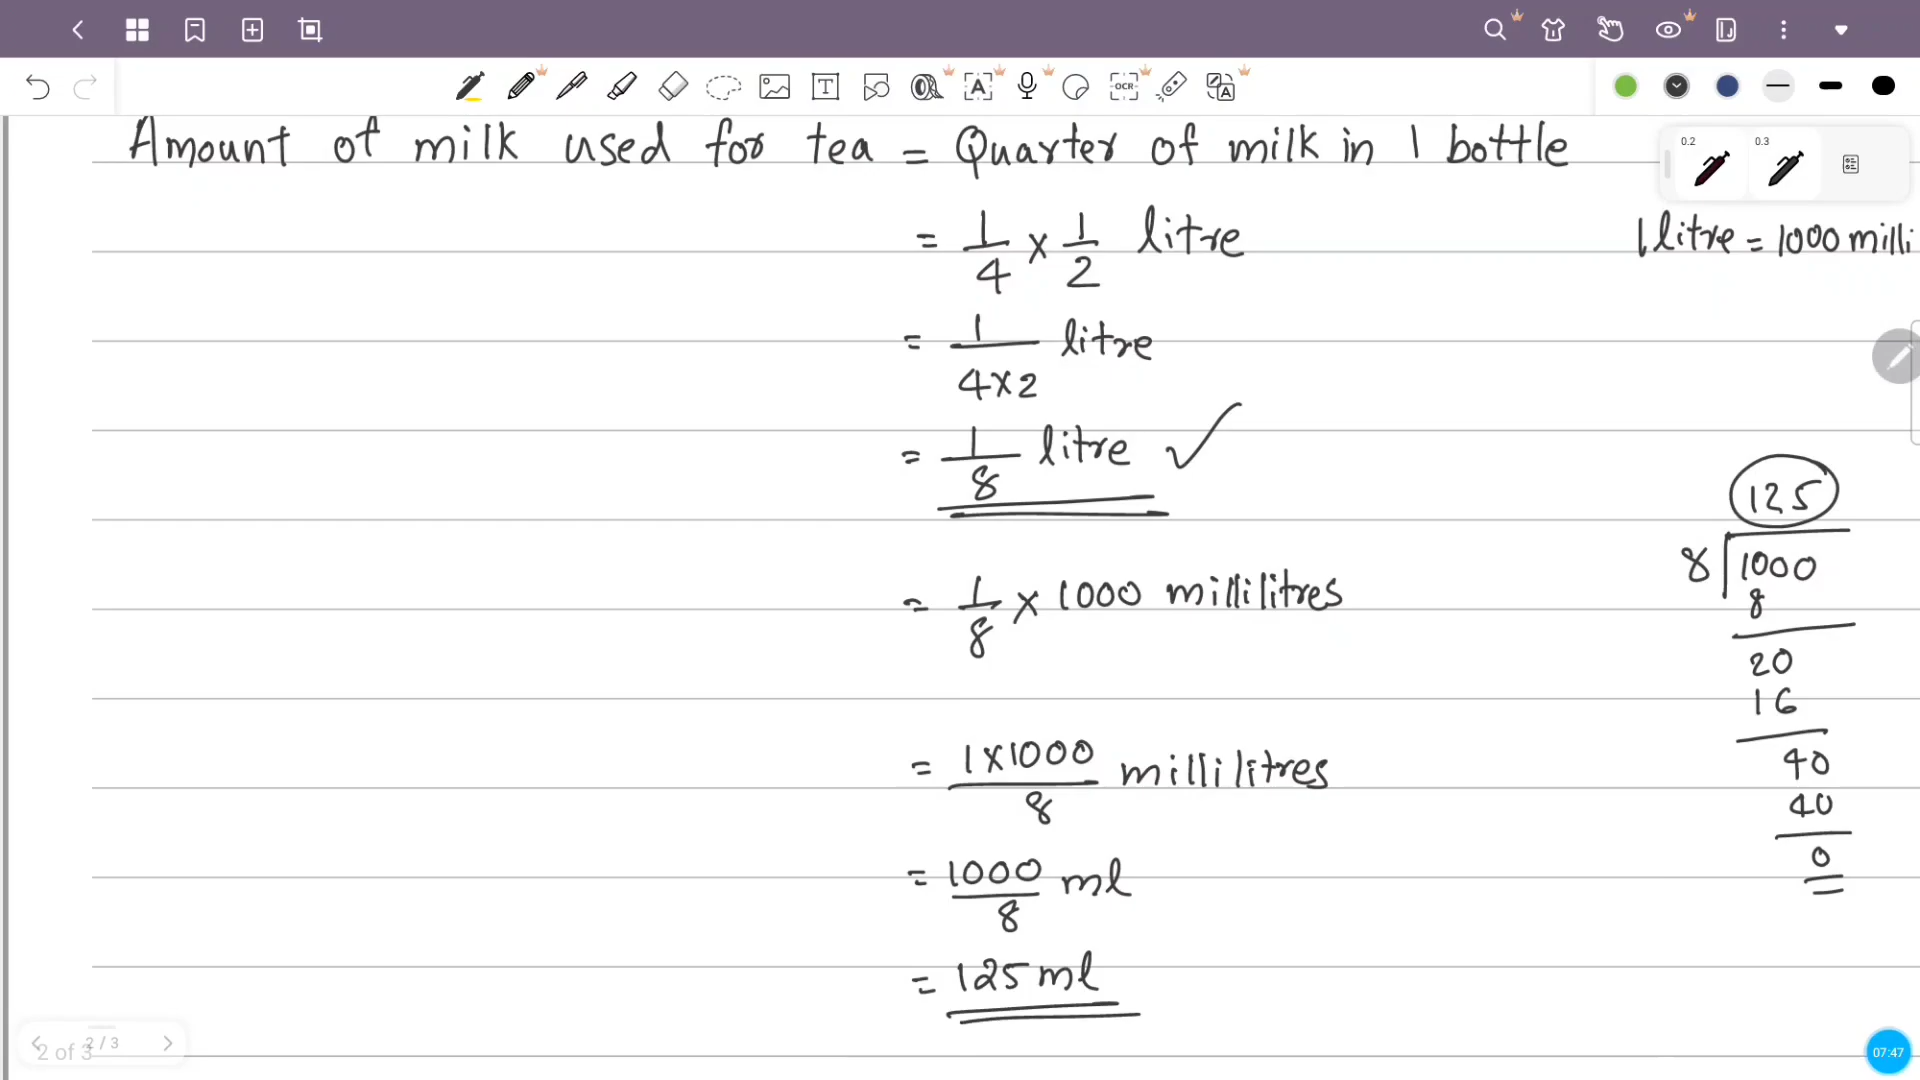 OCR
A
T
A
0.2
0.3
Amount of milk used for tea = Quarter of milk in 1 bottle
= 1/4 x 1/2 litre
1 litre = 1000 milli
= 1/4x2 litre
= 1/8 litre ✓
= 1/8 x 1000 millilitres
= 1x1000/8 millilitres
= 1000/8 ml
= 125 ml
125
8 1000
8
20
16
40
40
0
2 of 3
2 / 3
07:47